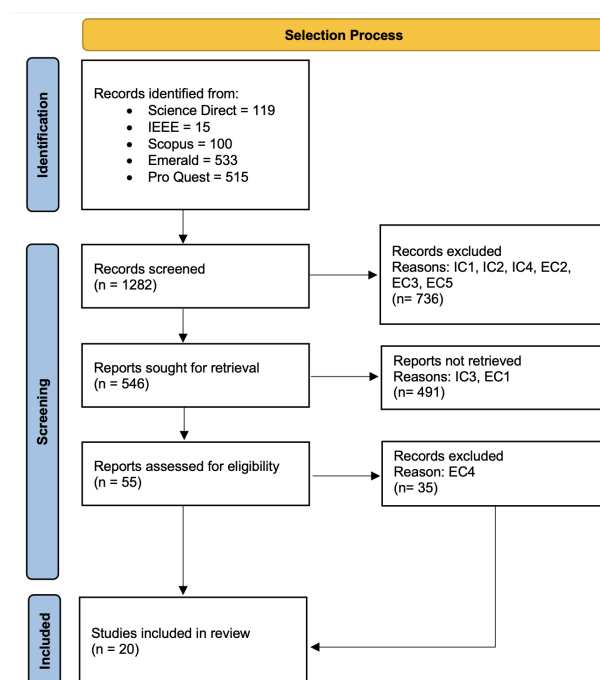 Selection Process
Identification
Records identified from:
• Science Direct = 119
• IEEE = 15
• Scopus = 100
• Emerald = 533
• Pro Quest = 515
Screening
Records screened
(n = 1282)
Records excluded
Reasons: IC1, IC2, IC4, EC2,
EC3, EC5
(n= 736)
Reports sought for retrieval
(n = 546)
Reports not retrieved
Reasons: IC3, EC1
(n= 491)
Reports assessed for eligibility
(n = 55)
Records excluded
Reason: EC4
(n= 35)
Included
Studies included in review
(n = 20)